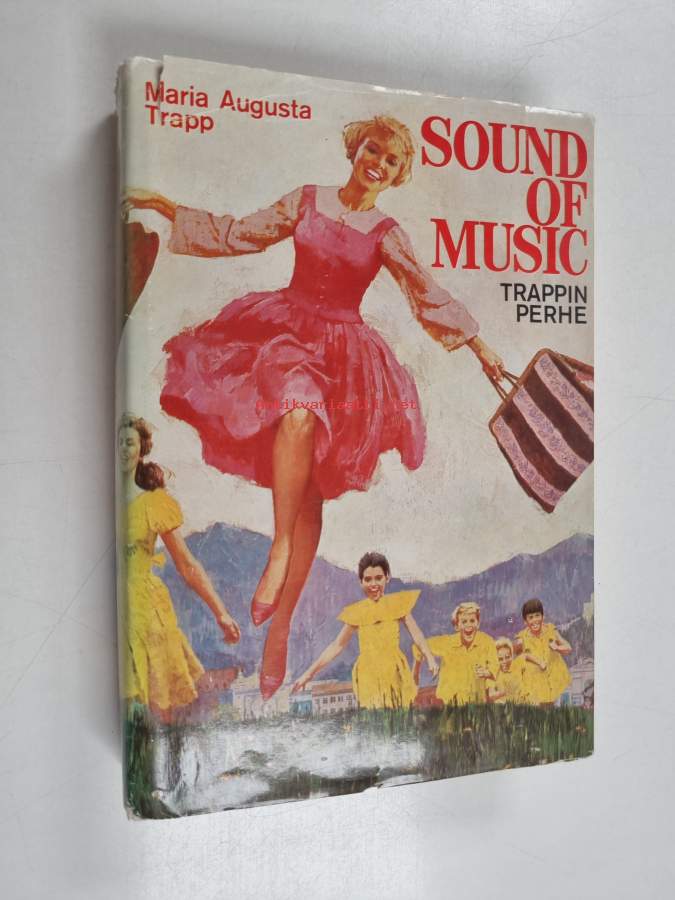 Maria Augusta
Trapp
SOUND
OF
MUSIC
TRAPPIN
PERHE